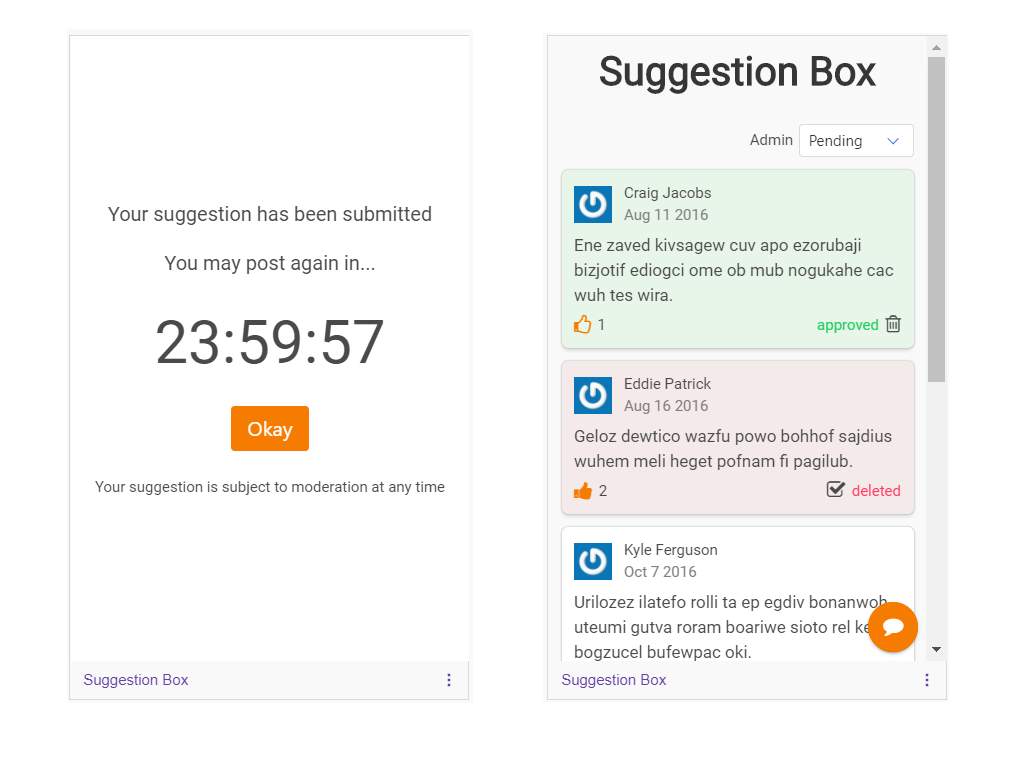 Your suggestion has been submitted
You may post again in...
23:59:57
Okay
Your suggestion is subject to moderation at any time
Suggestion Box
Suggestion Box
Admin Pending
Craig Jacobs
Aug 11 2016
Ene zaved kivsagew cuv apo ezorubaji
bizjotif ediogci ome ob mub nogukahe cac
wuh tes wira.
1 approved
Eddie Patrick
Aug 16 2016
Geloz dewtico wazfu powo bohhof sajdius
wuhem meli heget pofnam fi pagilub.
2 deleted
Kyle Ferguson
Oct 7 2016
Urilozez ilatefo rolli ta ep egdiv bonanwoh
uteumi gutva roram boariwe sioto rel
bogzucel bufewpac oki.
Suggestion Box